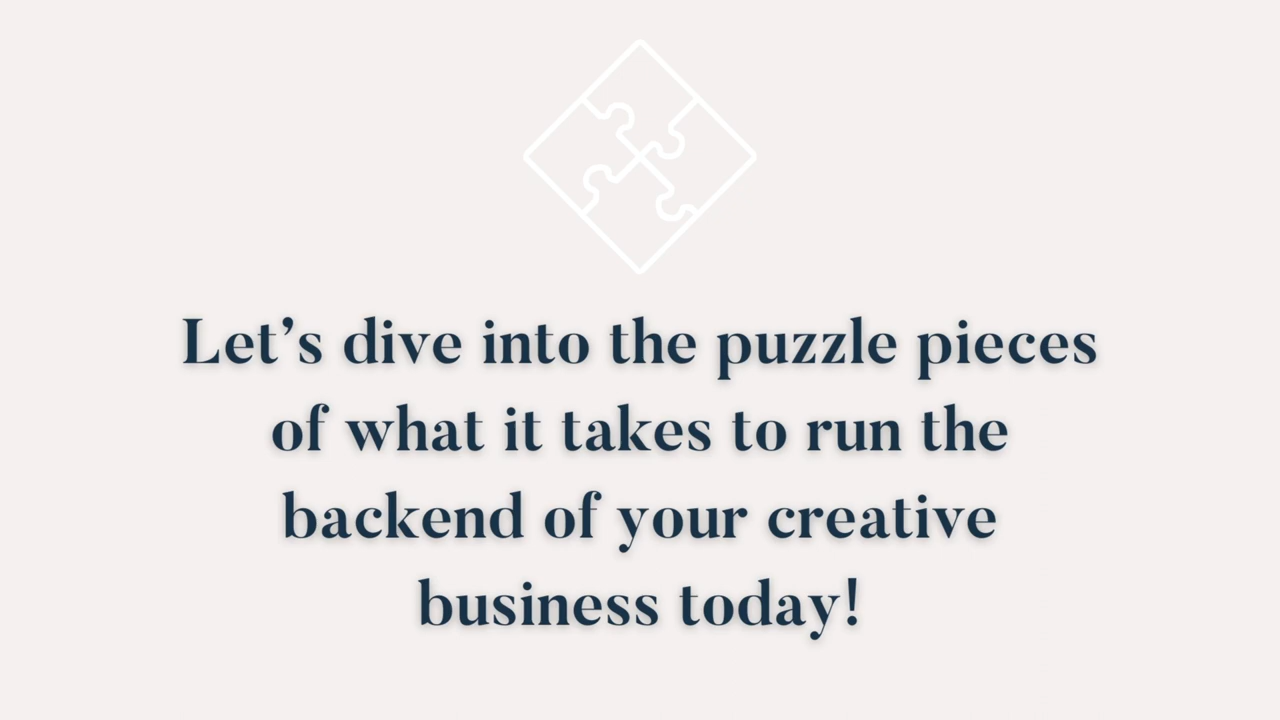 Let’s dive into the puzzle pieces
of what it takes to run the
backend of your creative
business today!